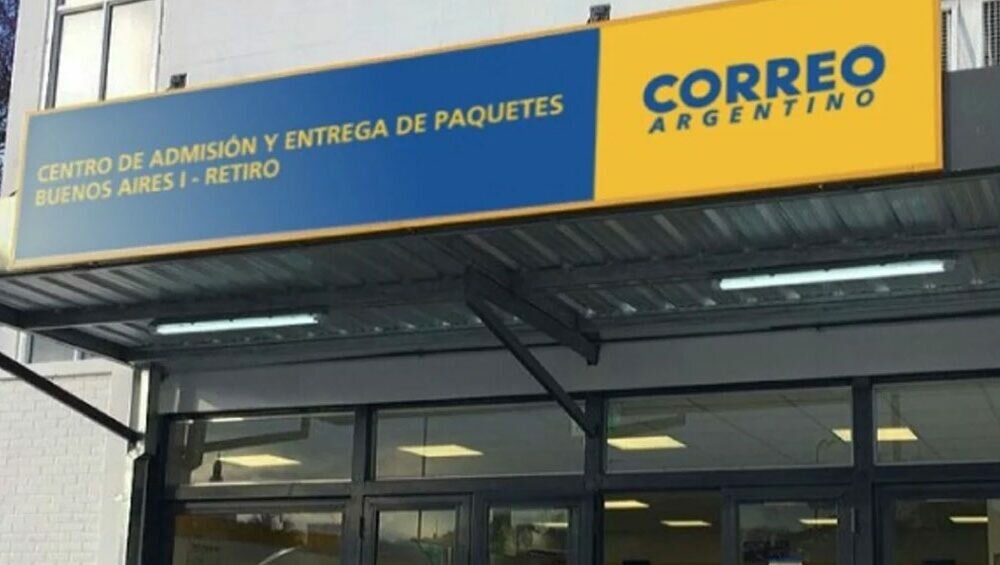 CENTRO DE ADMISIÓN Y ENTREGA DE PAQUETES
BUENOS AIRES I - RETIRO
CORREO
ARGENTINO